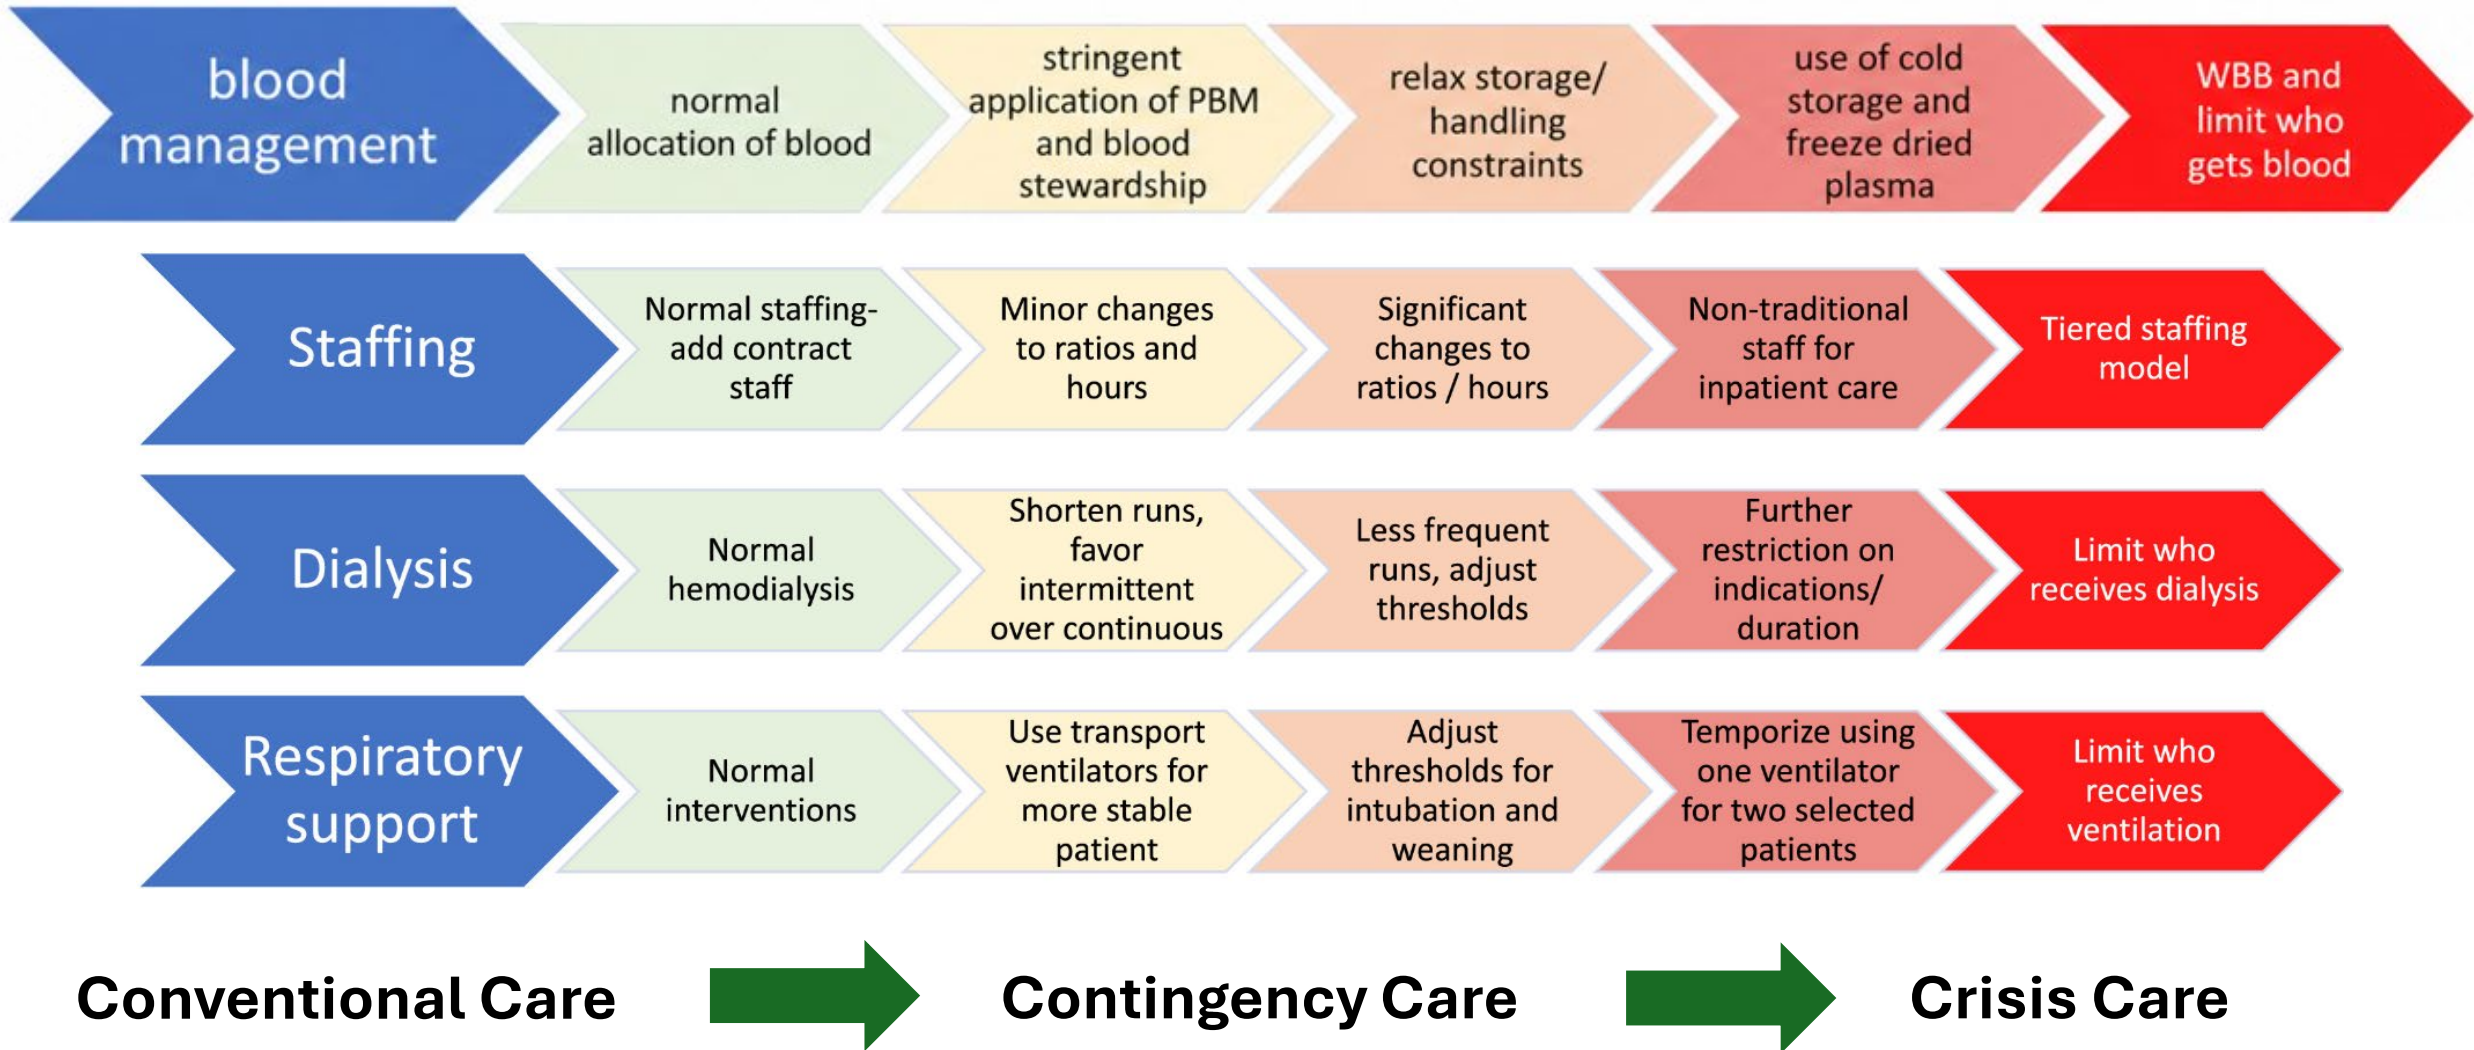 blood
management
normal
allocation of blood
stringent
application of PBM
and blood
stewardship
relax storage/
handling
constraints
use of cold
storage and
freeze dried
plasma
WBB and
limit who
gets blood
Staffing
Normal staffing-
add contract
staff
Minor changes
to ratios and
hours
Significant
changes to
ratios / hours
Non-traditional
staff for
inpatient care
Tiered staffing
model
Dialysis
Normal
hemodialysis
Shorten runs,
favor
intermittent
over continuous
Less frequent
runs, adjust
thresholds
Further
restriction on
indications/
duration
Limit who
receives dialysis
Respiratory
support
Normal
interventions
Use transport
ventilators for
more stable
patient
Adjust
thresholds for
intubation and
weaning
Temporize using
one ventilator
for two selected
patients
Limit who
receives
ventilation
Conventional Care
Contingency Care
Crisis Care